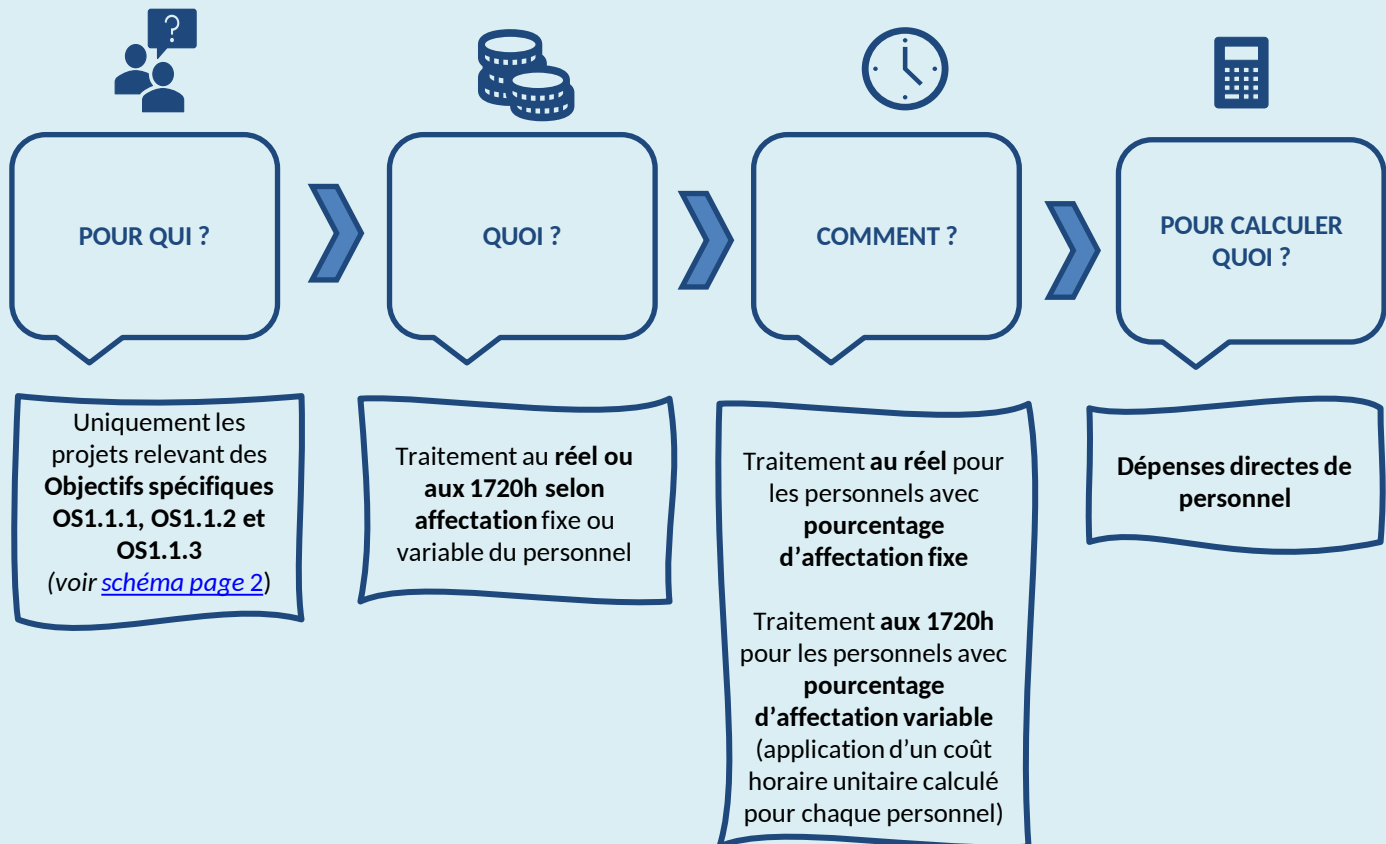 ?
POUR QUI ?
QUOI ?
COMMENT ?
POUR CALCULER
QUOI ?
Uniquement les
projets relevant des
Objectifs spécifiques
OS1.1.1, OS1.1.2 et
OS1.1.3
(voir schéma page 2)
Traitement au réel ou
aux 1720h selon
affectation fixe ou
variable du personnel
Traitement au réel pour
les personnels avec
pourcentage
d’affectation fixe
Traitement aux 1720h
pour les personnels avec
pourcentage
d’affectation variable
(application d’un coût
horaire unitaire calculé
pour chaque personnel)
Dépenses directes de
personnel